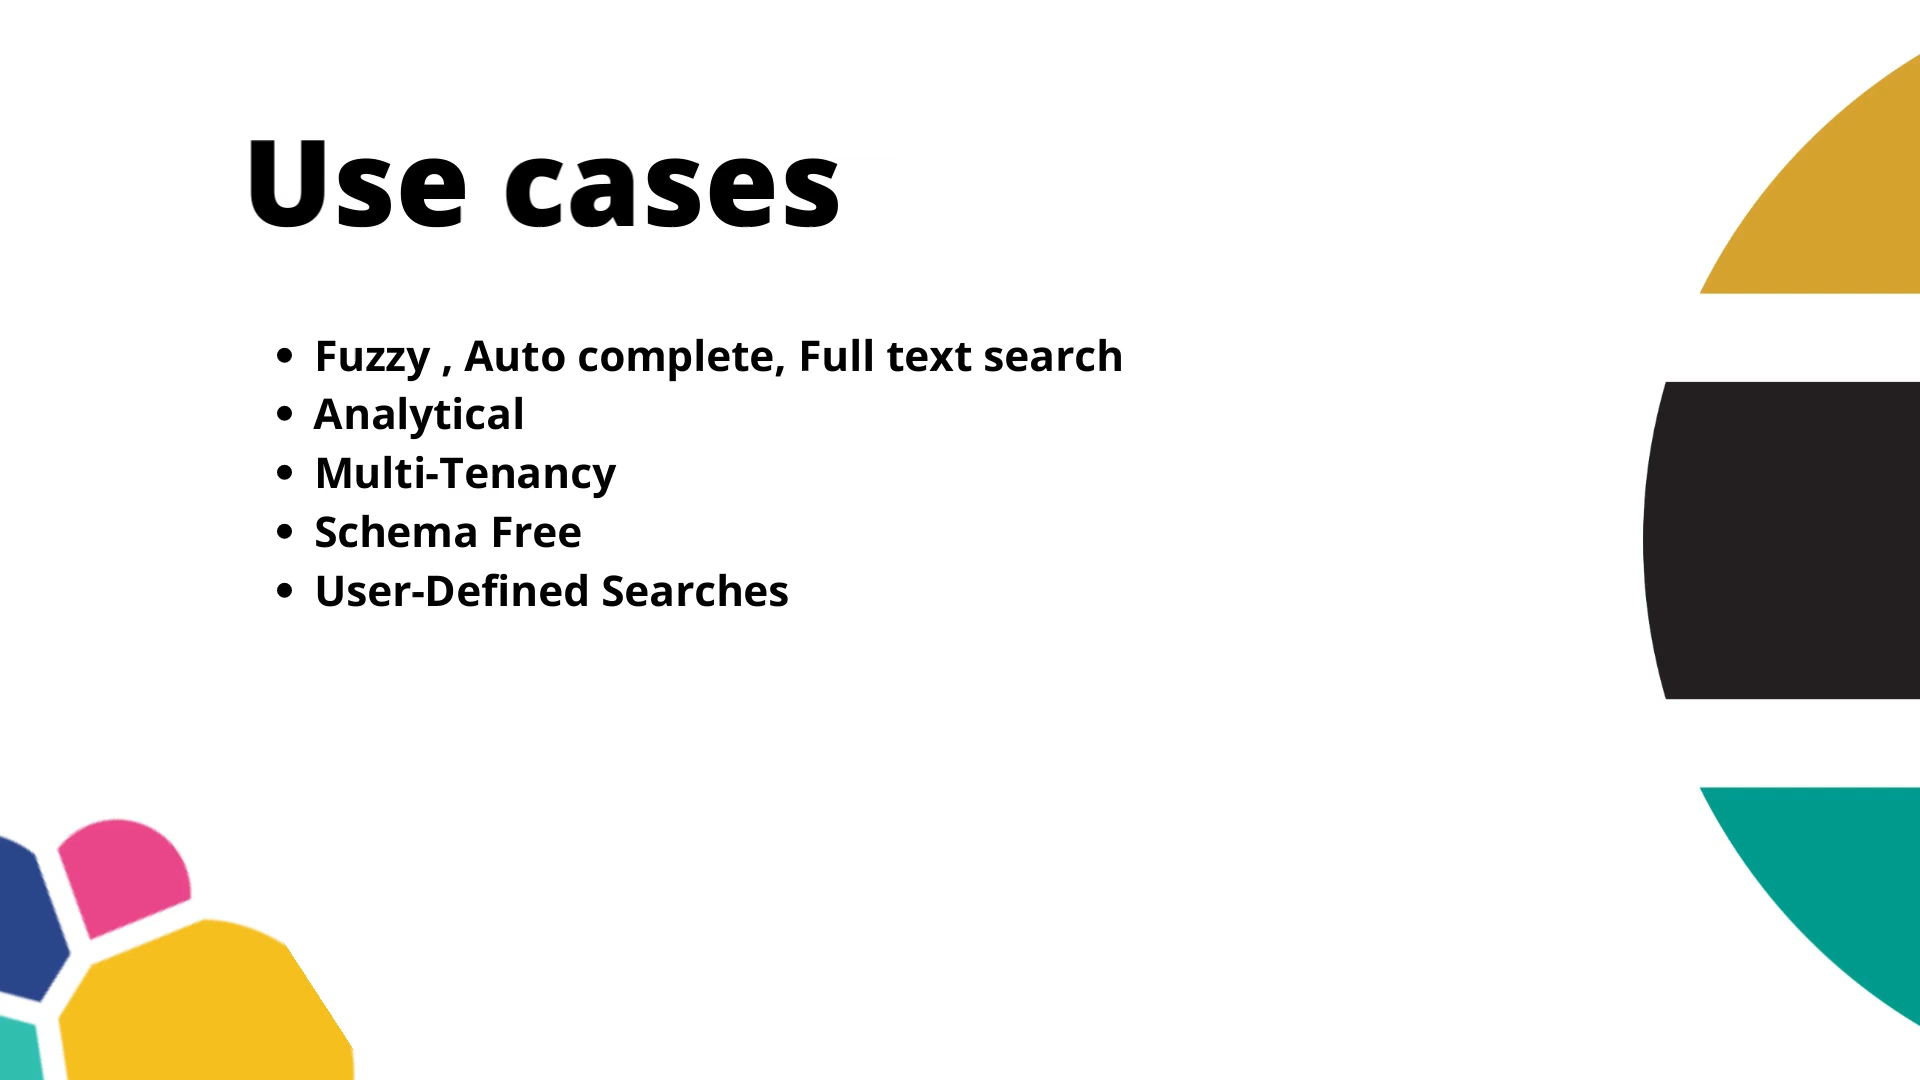 Use cases
• Fuzzy , Auto complete, Full text search
• Analytical
• Multi-Tenancy
• Schema Free
• User-Defined Searches